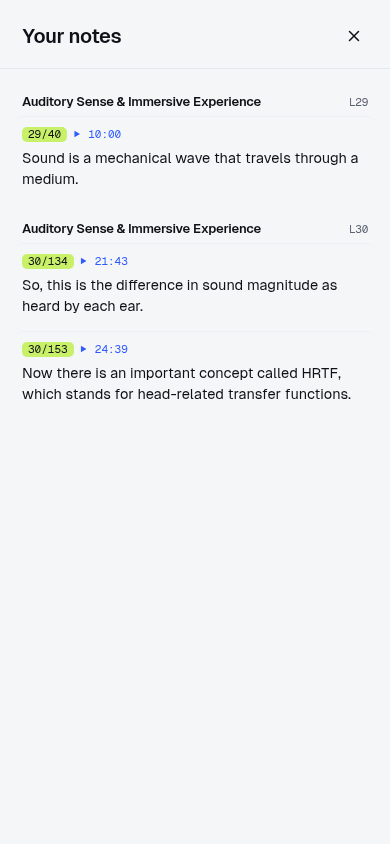 Your notes
Auditory Sense & Immersive Experience L29
29/40 10:00
Sound is a mechanical wave that travels through a
medium.
Auditory Sense & Immersive Experience L30
30/134 21:43
So, this is the difference in sound magnitude as
heard by each ear.
30/153 24:39
Now there is an important concept called HRTF,
which stands for head-related transfer functions.